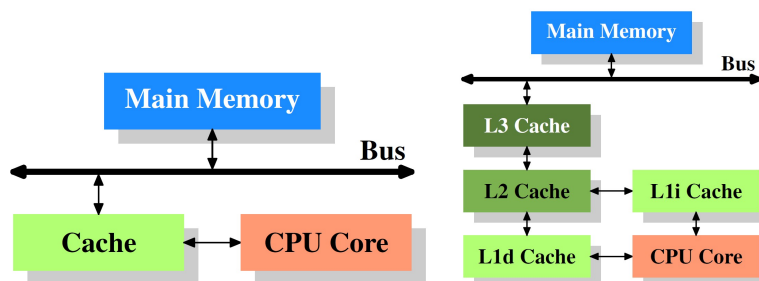 Main Memory
Bus
Cache
CPU Core
Main Memory
Bus
L3 Cache
L2 Cache
L1i Cache
L1d Cache
CPU Core